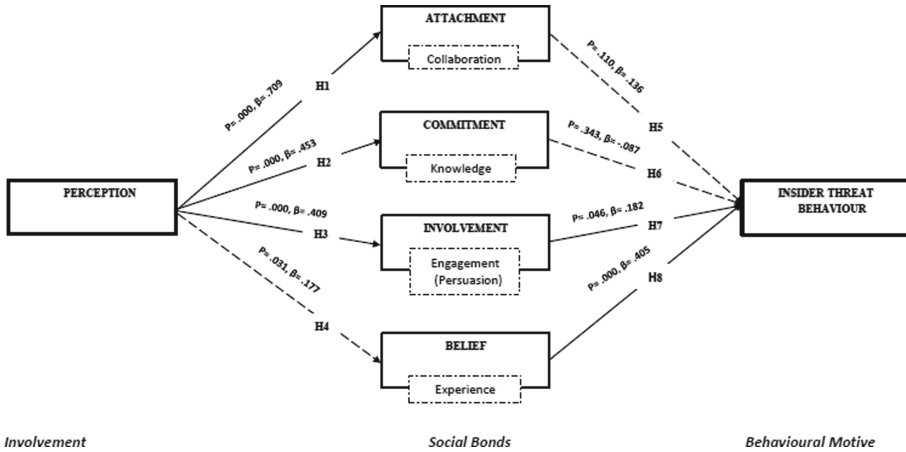 ATTACHMENT
Collaboration
P= .000, β= .709
H1
P= .110, β= .136
H5
COMMITMENT
Knowledge
P= .000, β= .453
H2
P= .343, β= -.087
H6
PERCEPTION
INSIDER THREAT
BEHAVIOUR
P= .000, β= .409
H3
INVOLVEMENT
Engagement
(Persuasion)
P= .046, β= .182
H7
P= .031, β= .177
H4
P= .000, β= .405
H8
BELIEF
Experience
Involvement
Social Bonds
Behavioural Motive